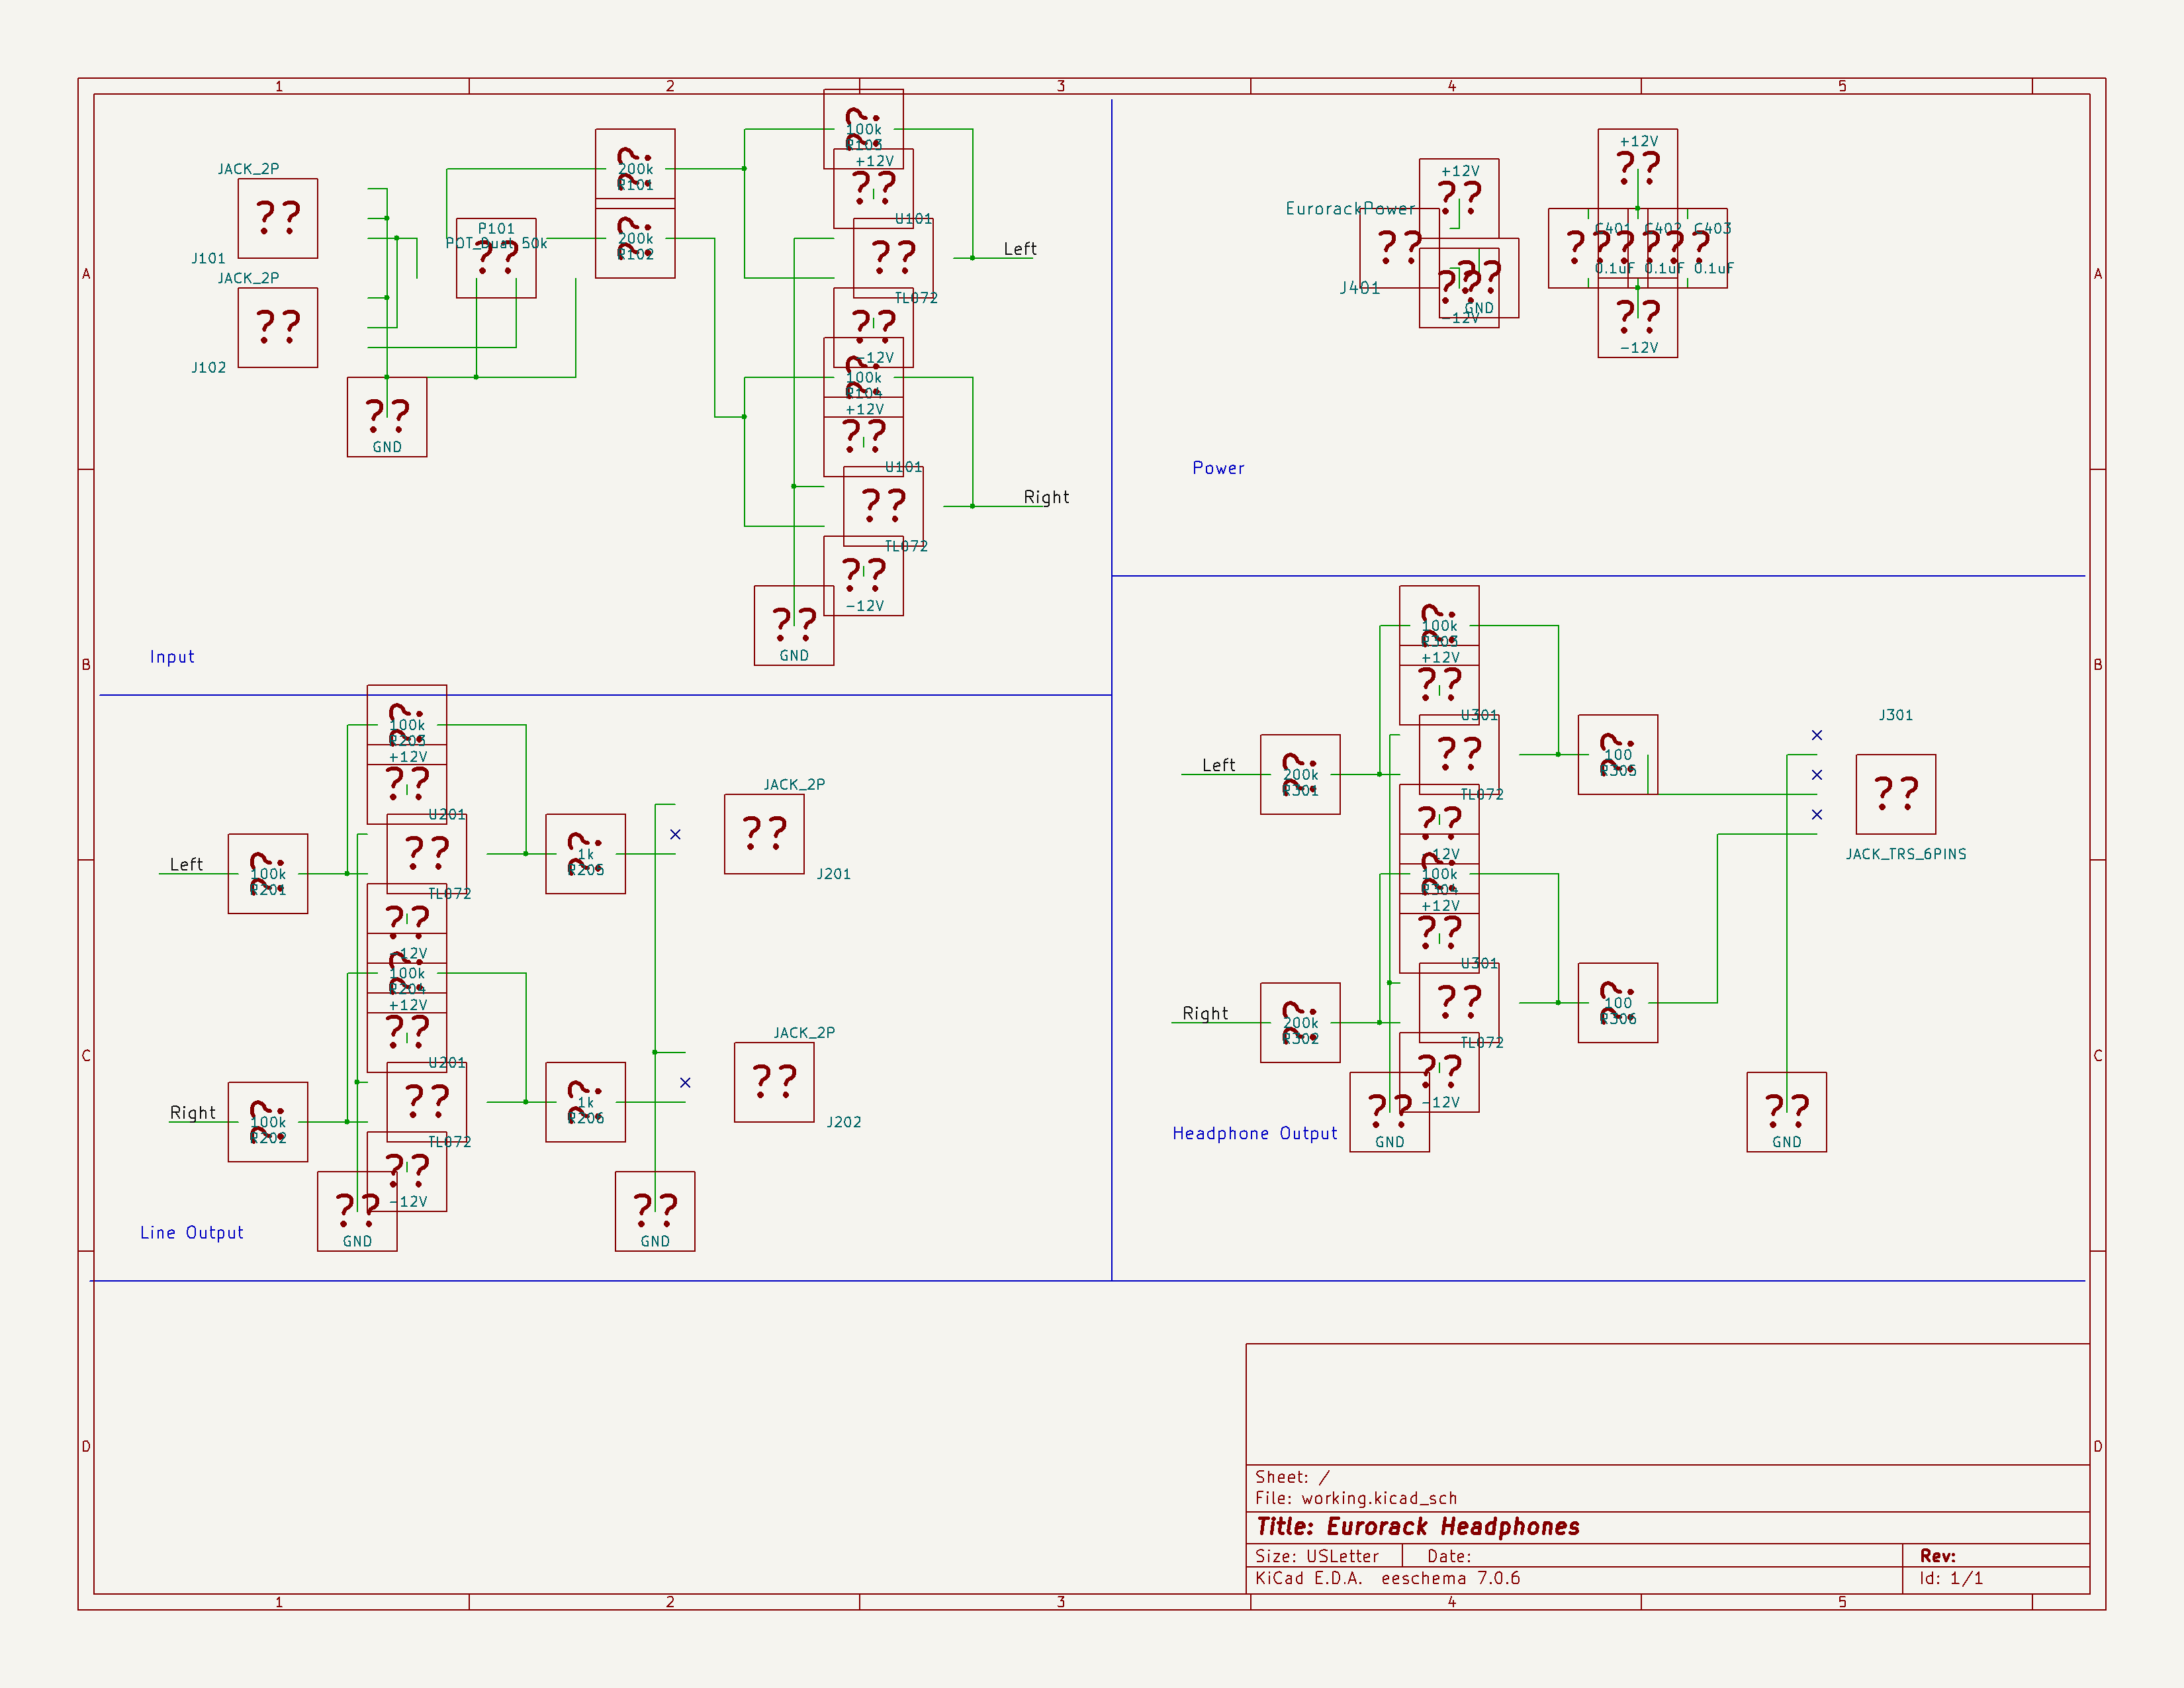 1 2 3 4 5
A
B
C
D
JACK_2P
??
J101
JACK_2P
??
J102
??
GND
P101
POT_Dual 50k
??
??
200k
R101
??
200k
R102
??
100k
R103
+12V
??
U101
??
TL072
Left
??
-12V
??
100k
R104
+12V
??
U101
??
TL072
Right
??
-12V
??
GND
Input
+12V
??
EurorackPower
??
J401
??
GND
??
-12V
+12V
??
C401 C402 C403
?? ?? ??
0.1uF 0.1uF 0.1uF
??
-12V
Power
??
100k
R203
+12V
??
U201
??
TL072
Left
??
100k
R201
??
1k
R205
JACK_2P
??
J201
??
-12V
??
100k
R204
+12V
??
U201
??
TL072
Right
??
100k
R202
??
1k
R206
JACK_2P
??
J202
??
-12V
??
GND
??
GND
Line Output
??
100k
R303
+12V
??
U301
??
TL072
Left
??
200k
R301
??
100
R305
J301
??
JACK_TRS_6PINS
??
-12V
??
100k
R304
+12V
??
U301
??
TL072
Right
??
200k
R302
??
100
R306
??
-12V
??
GND
??
GND
Headphone Output
Sheet: /
File: working.kicad_sch
Title: Eurorack Headphones
Size: USLetter Date: Rev:
KiCad E.D.A. eeschema 7.0.6 Id: 1/1
A
B
C
D
1 2 3 4 5